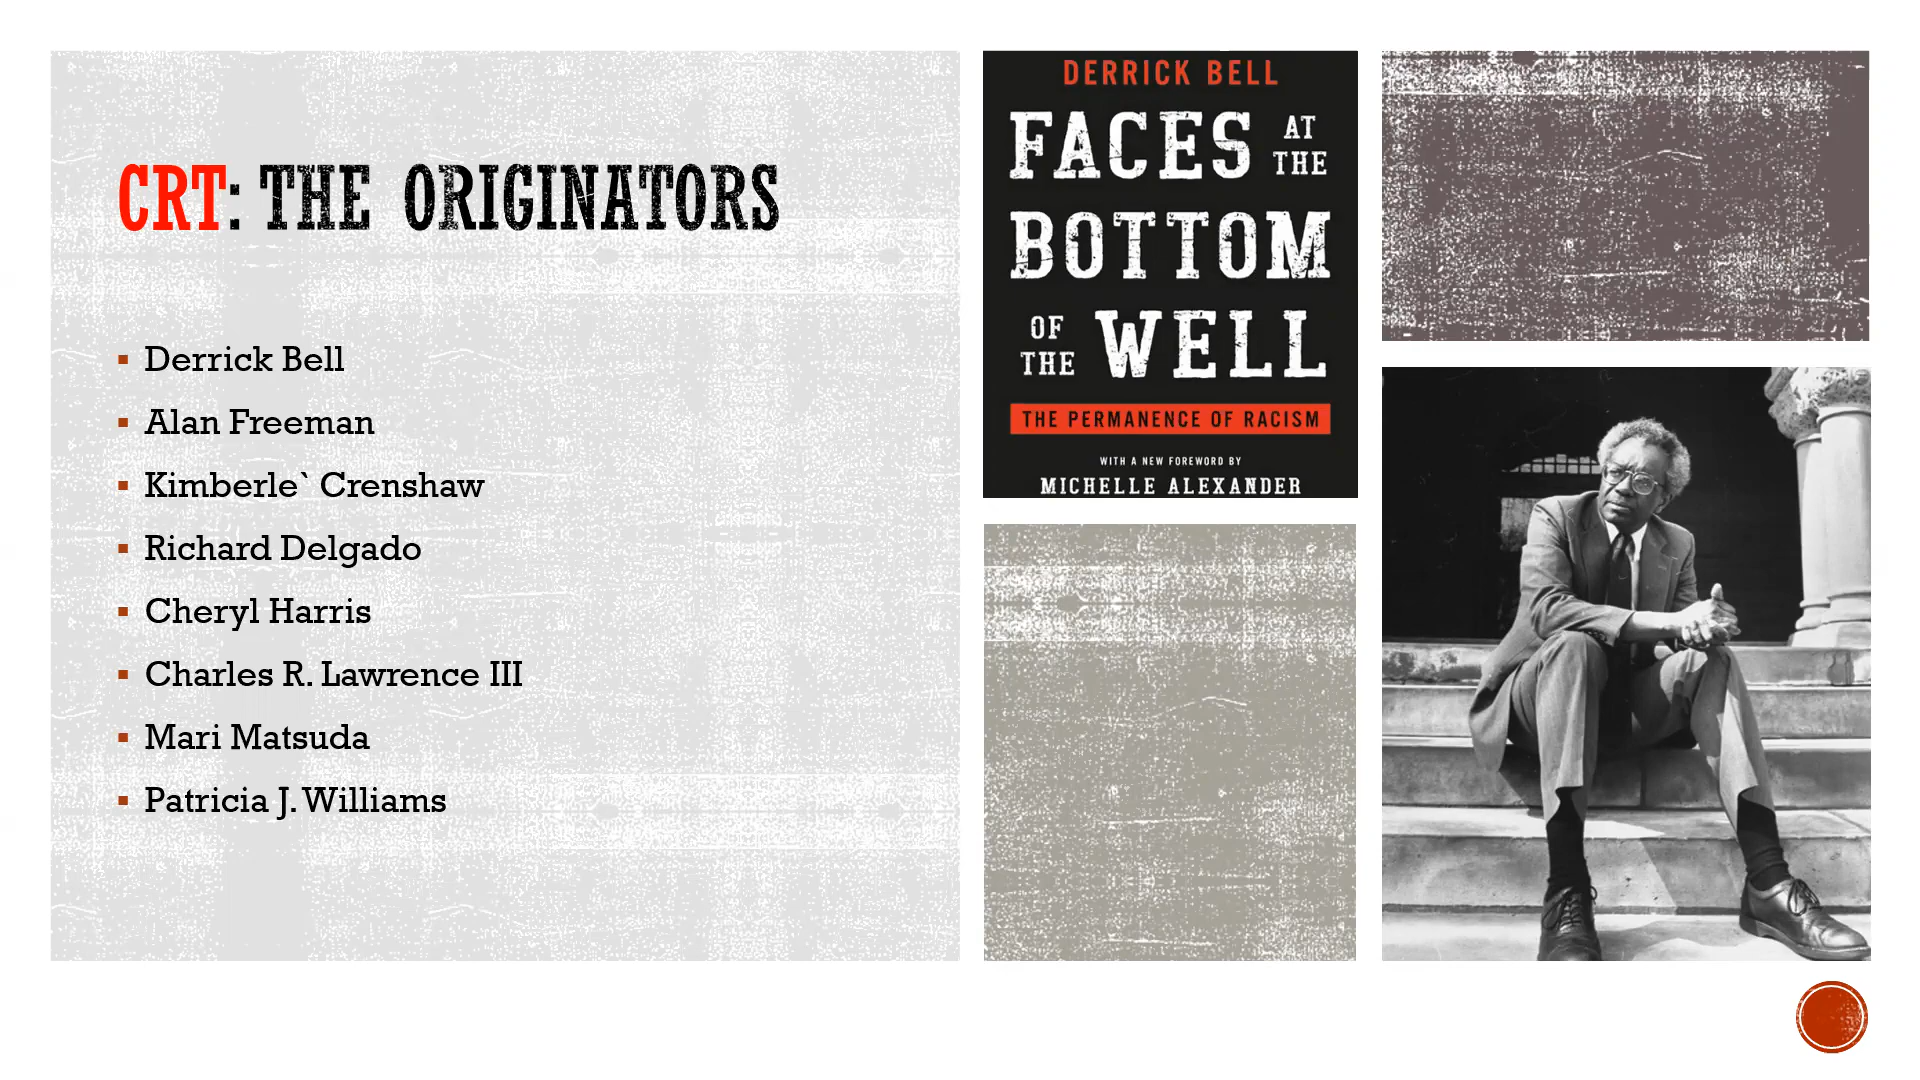 CRT: THE ORIGINATORS
Derrick Bell
Alan Freeman
Kimberle` Crenshaw
Richard Delgado
Cheryl Harris
Charles R. Lawrence III
Mari Matsuda
Patricia J. Williams
DERRICK BELL
FACES AT THE
BOTTOM
OF THE WELL
THE PERMANENCE OF RACISM
WITH A NEW FOREWORD BY
MICHELLE ALEXANDER